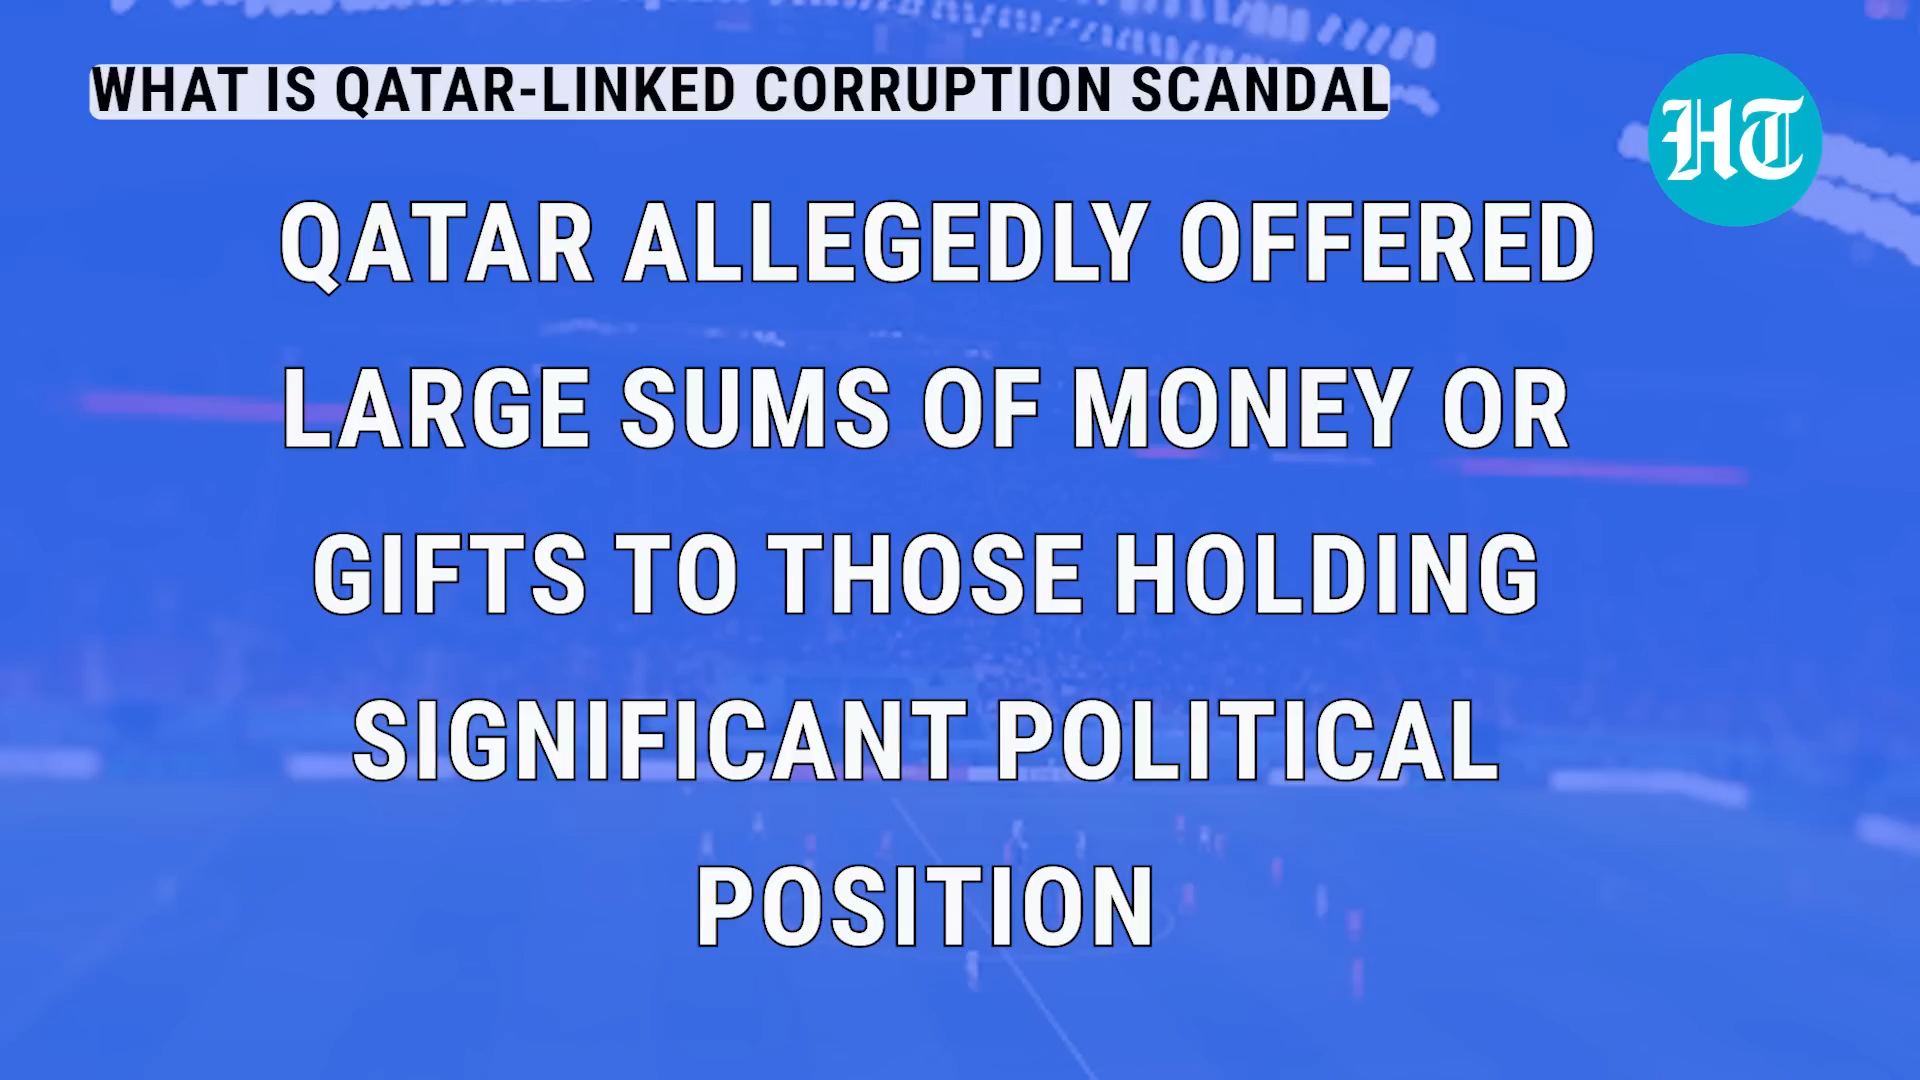 WHAT IS QATAR-LINKED CORRUPTION SCANDAL
HT
QATAR ALLEGEDLY OFFERED
LARGE SUMS OF MONEY OR
GIFTS TO THOSE HOLDING
SIGNIFICANT POLITICAL
POSITION